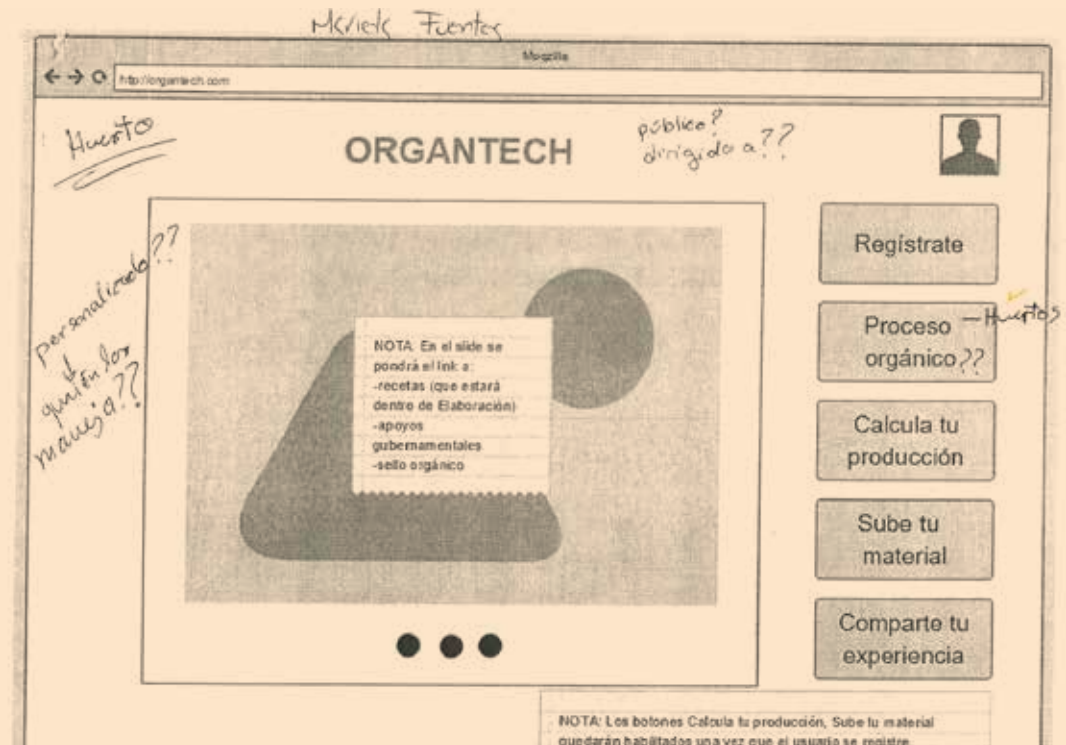 Mariela Fuentes
Mogzilla
http://organtech.com
Huerto
ORGANTECH
público?
dirigido a??
personalizado??
quién los
maneja??
NOTA: En el slide se
pondrá el link a:
-recetas (que estará
dentro de Elaboración)
-apoyos
gubernamentales
-sello orgánico
Regístrate
Proceso
orgánico??
— Huertos
Calcula tu
producción
Sube tu
material
Comparte tu
experiencia
NOTA: Los botones Calcula tu producción, Sube tu material
quedarán habilitados una vez que el usuario se registre.